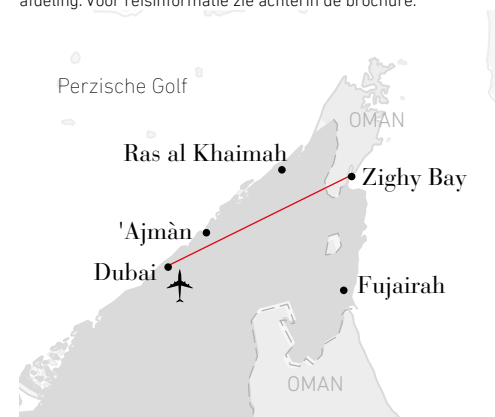 afdeling. Voor reisinformatie zie achterin de brochure.
Perzische Golf
OMAN
Ras al Khaimah
Zighy Bay
'Ajmàn
Dubai
Fujairah
OMAN